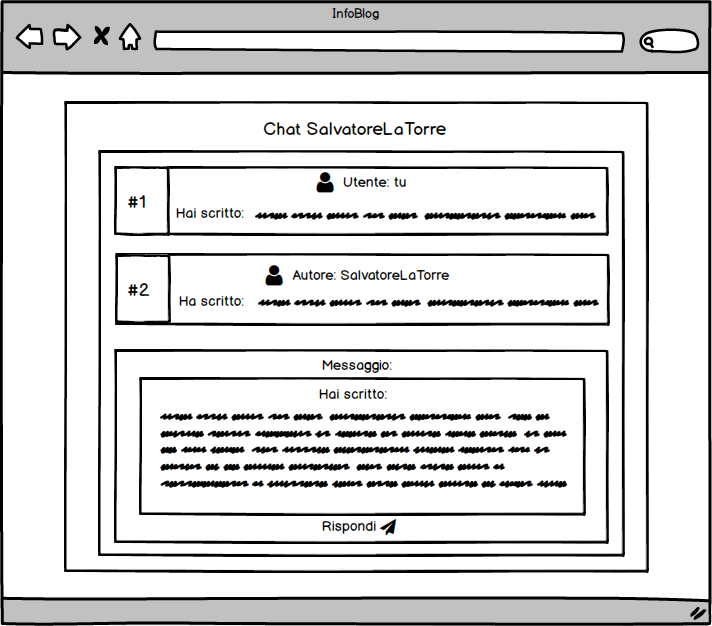 InfoBlog
Chat SalvatoreLaTorre
#1
Utente: tu
Hai scritto:
#2
Autore: SalvatoreLaTorre
Ha scritto:
Messaggio:
Hai scritto:
Rispondi